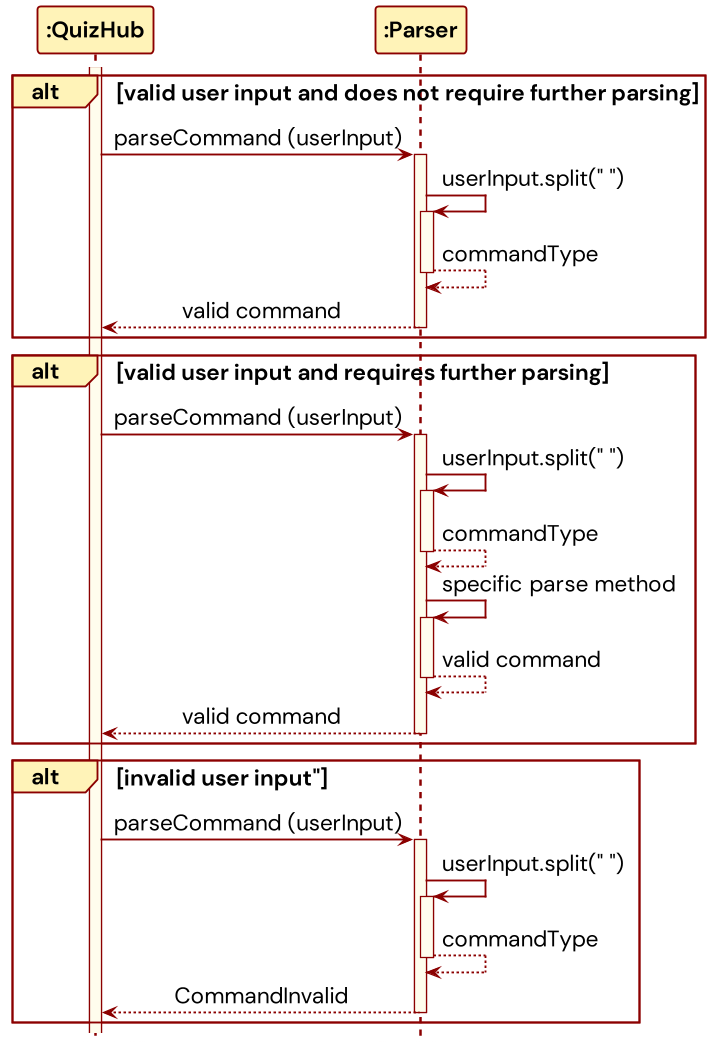 :QuizHub
:Parser
alt
[valid user input and does not require further parsing]
parseCommand (userInput)
userInput.split(" ")
commandType
valid command
alt
[valid user input and requires further parsing]
parseCommand (userInput)
userInput.split(" ")
commandType
specific parse method
valid command
valid command
alt
[invalid user input"]
parseCommand (userInput)
userInput.split(" ")
commandType
CommandInvalid